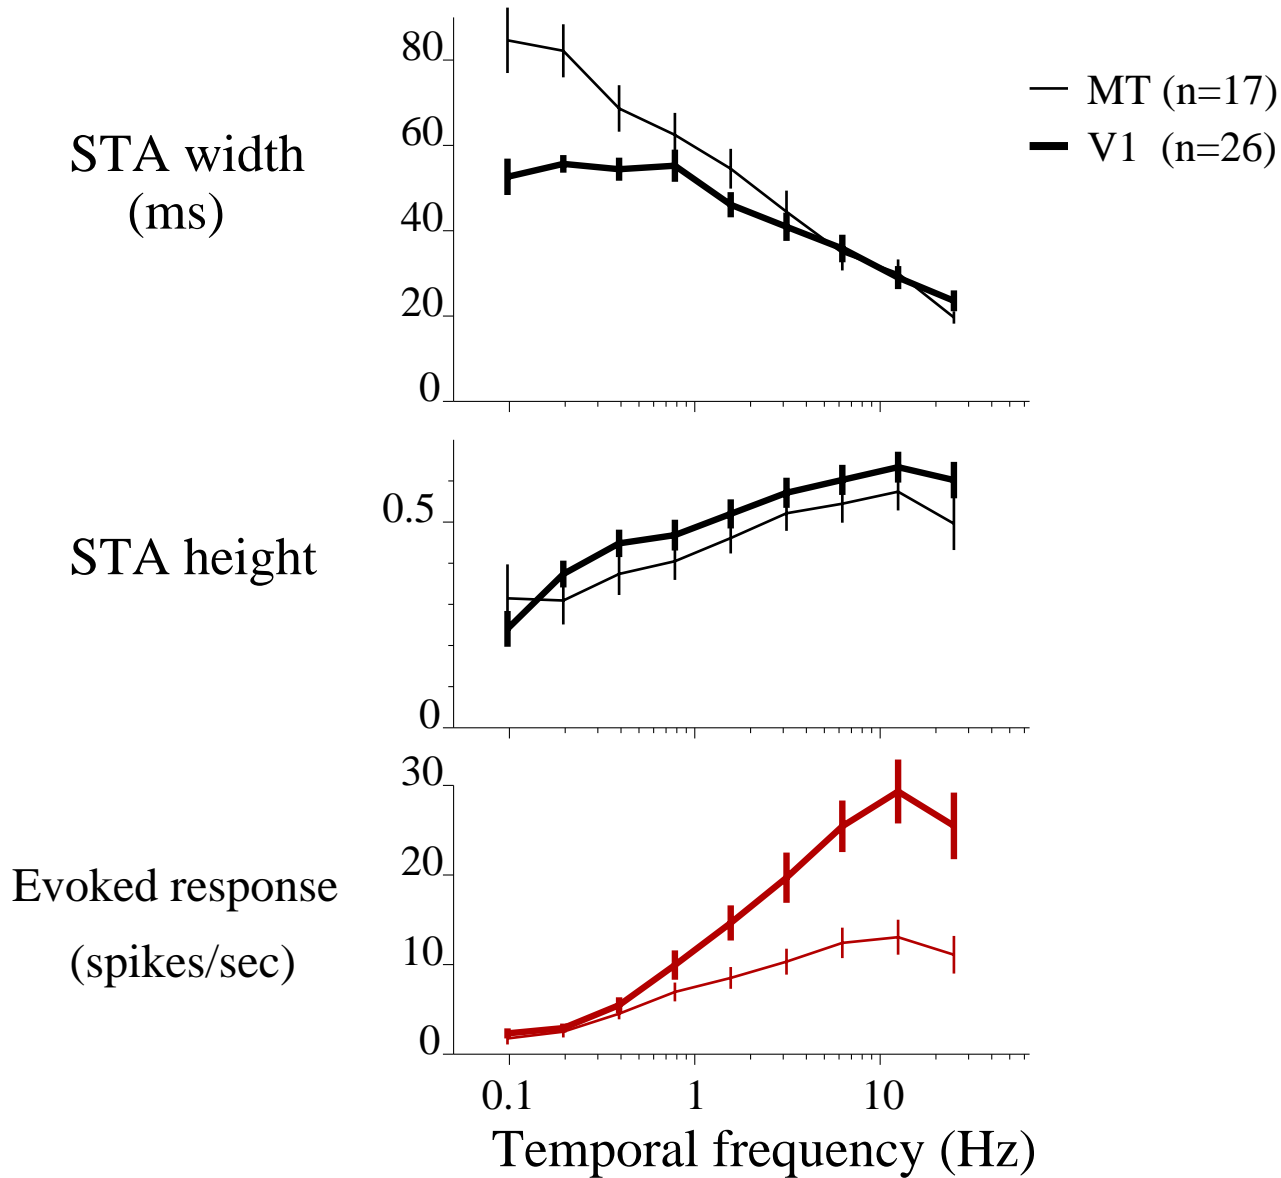 80
60
40
20
0
STA width
(ms)
MT (n=17)
V1 (n=26)
0.5
0
STA height
30
20
10
0
Evoked response
(spikes/sec)
0.1 1 10
Temporal frequency (Hz)